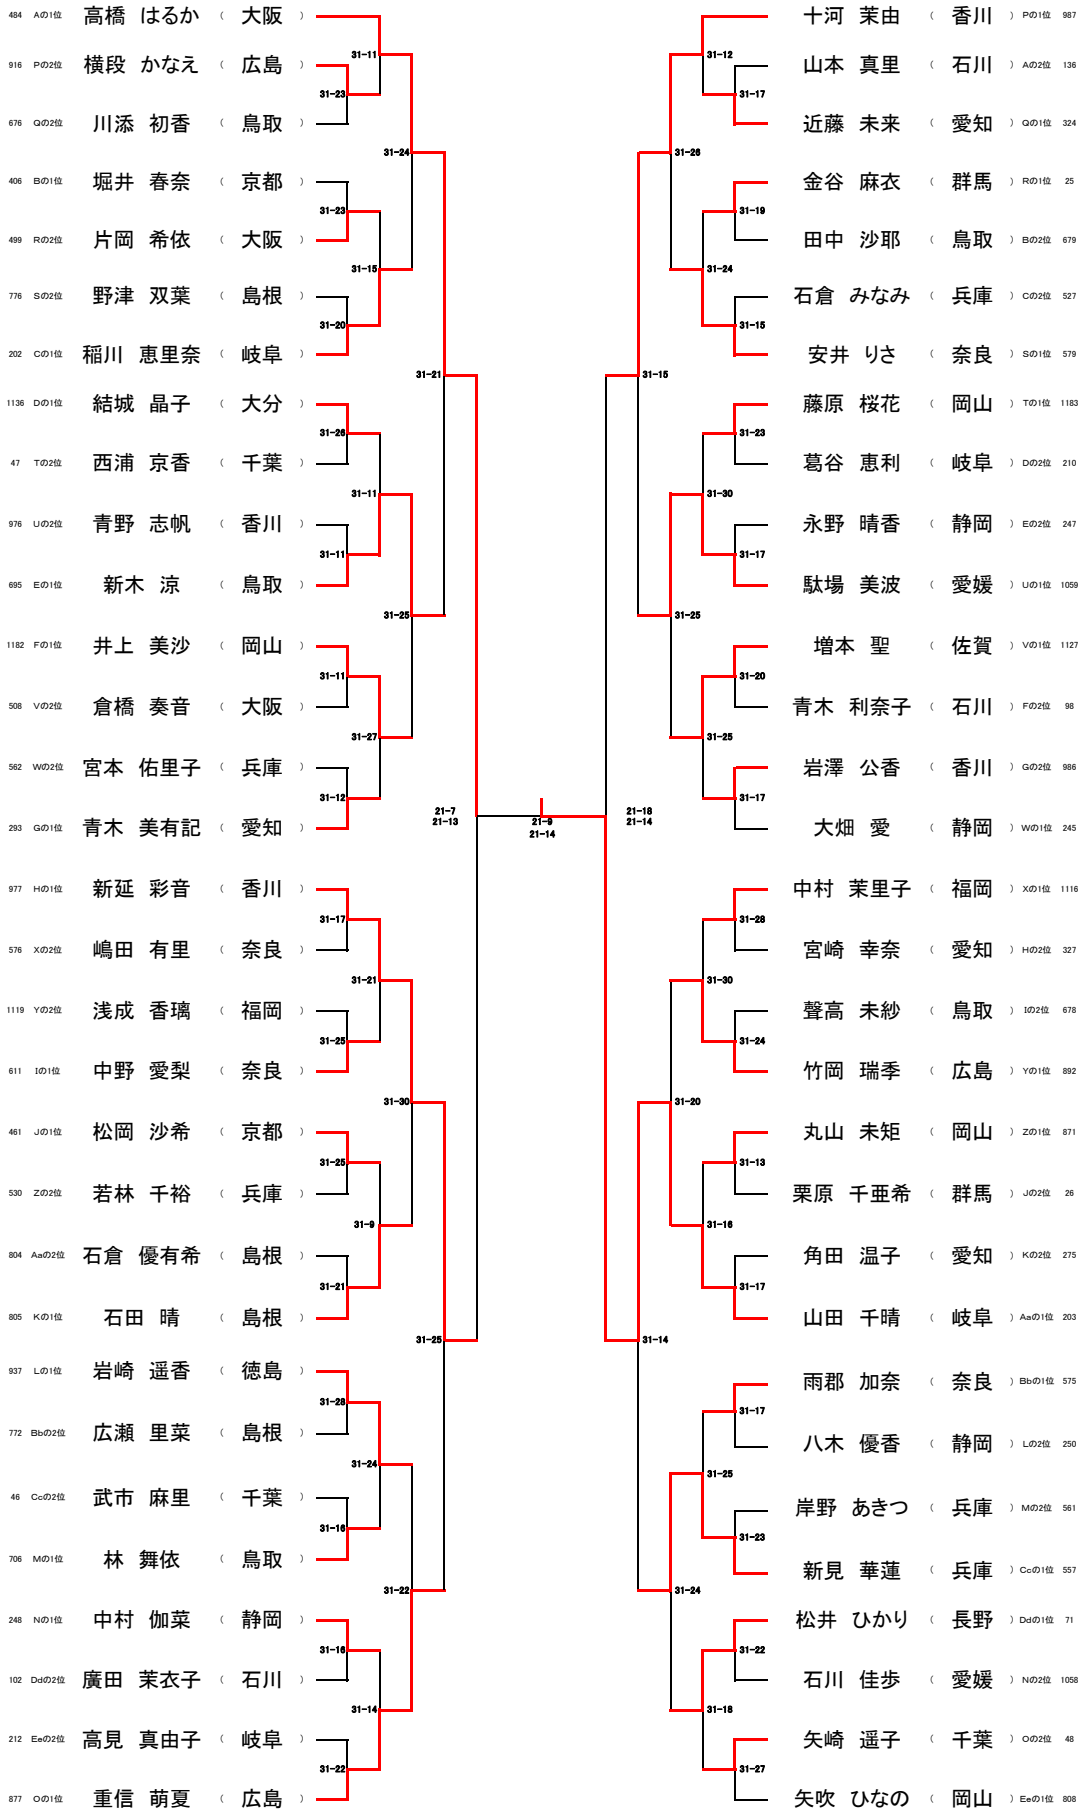 484 Aの1位 高橋 はるか （ 大阪 ）
31-11
916 Pの2位 横段 かなえ （ 広島 ）
31-23
676 Qの2位 川添 初香 （ 鳥取 ）
31-24
406 Bの1位 堀井 春奈 （ 京都 ）
31-23
499 Rの2位 片岡 希依 （ 大阪 ）
31-15
776 Sの2位 野津 双葉 （ 島根 ）
31-20
202 Cの1位 稲川 恵里奈 （ 岐阜 ）
31-21
1136 Dの1位 結城 晶子 （ 大分 ）
31-26
47 Tの2位 西浦 京香 （ 千葉 ）
31-11
976 Uの2位 青野 志帆 （ 香川 ）
31-11
695 Eの1位 新木 涼 （ 鳥取 ）
31-25
1182 Fの1位 井上 美沙 （ 岡山 ）
31-11
508 Vの2位 倉橋 奏音 （ 大阪 ）
31-27
562 Wの2位 宮本 佑里子 （ 兵庫 ）
31-12
293 Gの1位 青木 美有記 （ 愛知 ）
21-7
21-13
977 Hの1位 新延 彩音 （ 香川 ）
31-17
576 Xの2位 嶋田 有里 （ 奈良 ）
31-21
1119 Yの2位 浅成 香璃 （ 福岡 ）
31-25
611 Iの1位 中野 愛梨 （ 奈良 ）
31-30
461 Jの1位 松岡 沙希 （ 京都 ）
31-25
530 Zの2位 若林 千裕 （ 兵庫 ）
31-9
804 Aaの2位 石倉 優有希 （ 島根 ）
31-21
805 Kの1位 石田 晴 （ 島根 ）
31-25
937 Lの1位 岩崎 遥香 （ 徳島 ）
31-28
772 Bbの2位 広瀬 里菜 （ 島根 ）
31-24
46 Ccの2位 武市 麻里 （ 千葉 ）
31-16
706 Mの1位 林 舞依 （ 鳥取 ）
31-22
248 Nの1位 中村 伽菜 （ 静岡 ）
31-16
102 Ddの2位 廣田 茉衣子 （ 石川 ）
31-14
212 Eeの2位 高見 真由子 （ 岐阜 ）
31-22
877 Oの1位 重信 萌夏 （ 広島 ）
21-9
21-14
十河 茉由 （ 香川 ） Pの1位 987
31-12
山本 真里 （ 石川 ） Aの2位 136
31-17
近藤 未来 （ 愛知 ） Qの1位 324
31-26
金谷 麻衣 （ 群馬 ） Rの1位 25
31-19
田中 沙耶 （ 鳥取 ） Bの2位 679
31-24
石倉 みなみ （ 兵庫 ） Cの2位 527
31-15
安井 りさ （ 奈良 ） Sの1位 579
31-15
藤原 桜花 （ 岡山 ） Tの1位 1183
31-23
葛谷 恵利 （ 岐阜 ） Dの2位 210
31-30
永野 晴香 （ 静岡 ） Eの2位 247
31-17
駄場 美波 （ 愛媛 ） Uの1位 1059
31-25
増本 聖 （ 佐賀 ） Vの1位 1127
31-20
青木 利奈子 （ 石川 ） Fの2位 98
31-25
岩澤 公香 （ 香川 ） Gの2位 986
31-17
大畑 愛 （ 静岡 ） Wの1位 245
21-18
21-14
中村 茉里子 （ 福岡 ） Xの1位 1116
31-28
宮崎 幸奈 （ 愛知 ） Hの2位 327
31-30
聲高 未紗 （ 鳥取 ） Iの2位 678
31-24
竹岡 瑞季 （ 広島 ） Yの1位 892
31-20
丸山 未矩 （ 岡山 ） Zの1位 871
31-13
栗原 千亜希 （ 群馬 ） Jの2位 26
31-16
角田 温子 （ 愛知 ） Kの2位 275
31-17
山田 千晴 （ 岐阜 ） Aaの1位 203
31-14
雨郡 加奈 （ 奈良 ） Bbの1位 575
31-17
八木 優香 （ 静岡 ） Lの2位 250
31-25
岸野 あきつ （ 兵庫 ） Mの2位 561
31-23
新見 華蓮 （ 兵庫 ） Ccの1位 557
31-24
松井 ひかり （ 長野 ） Ddの1位 71
31-22
石川 佳歩 （ 愛媛 ） Nの2位 1058
31-18
矢崎 遥子 （ 千葉 ） Oの2位 48
31-27
矢吹 ひなの （ 岡山 ） Eeの1位 808